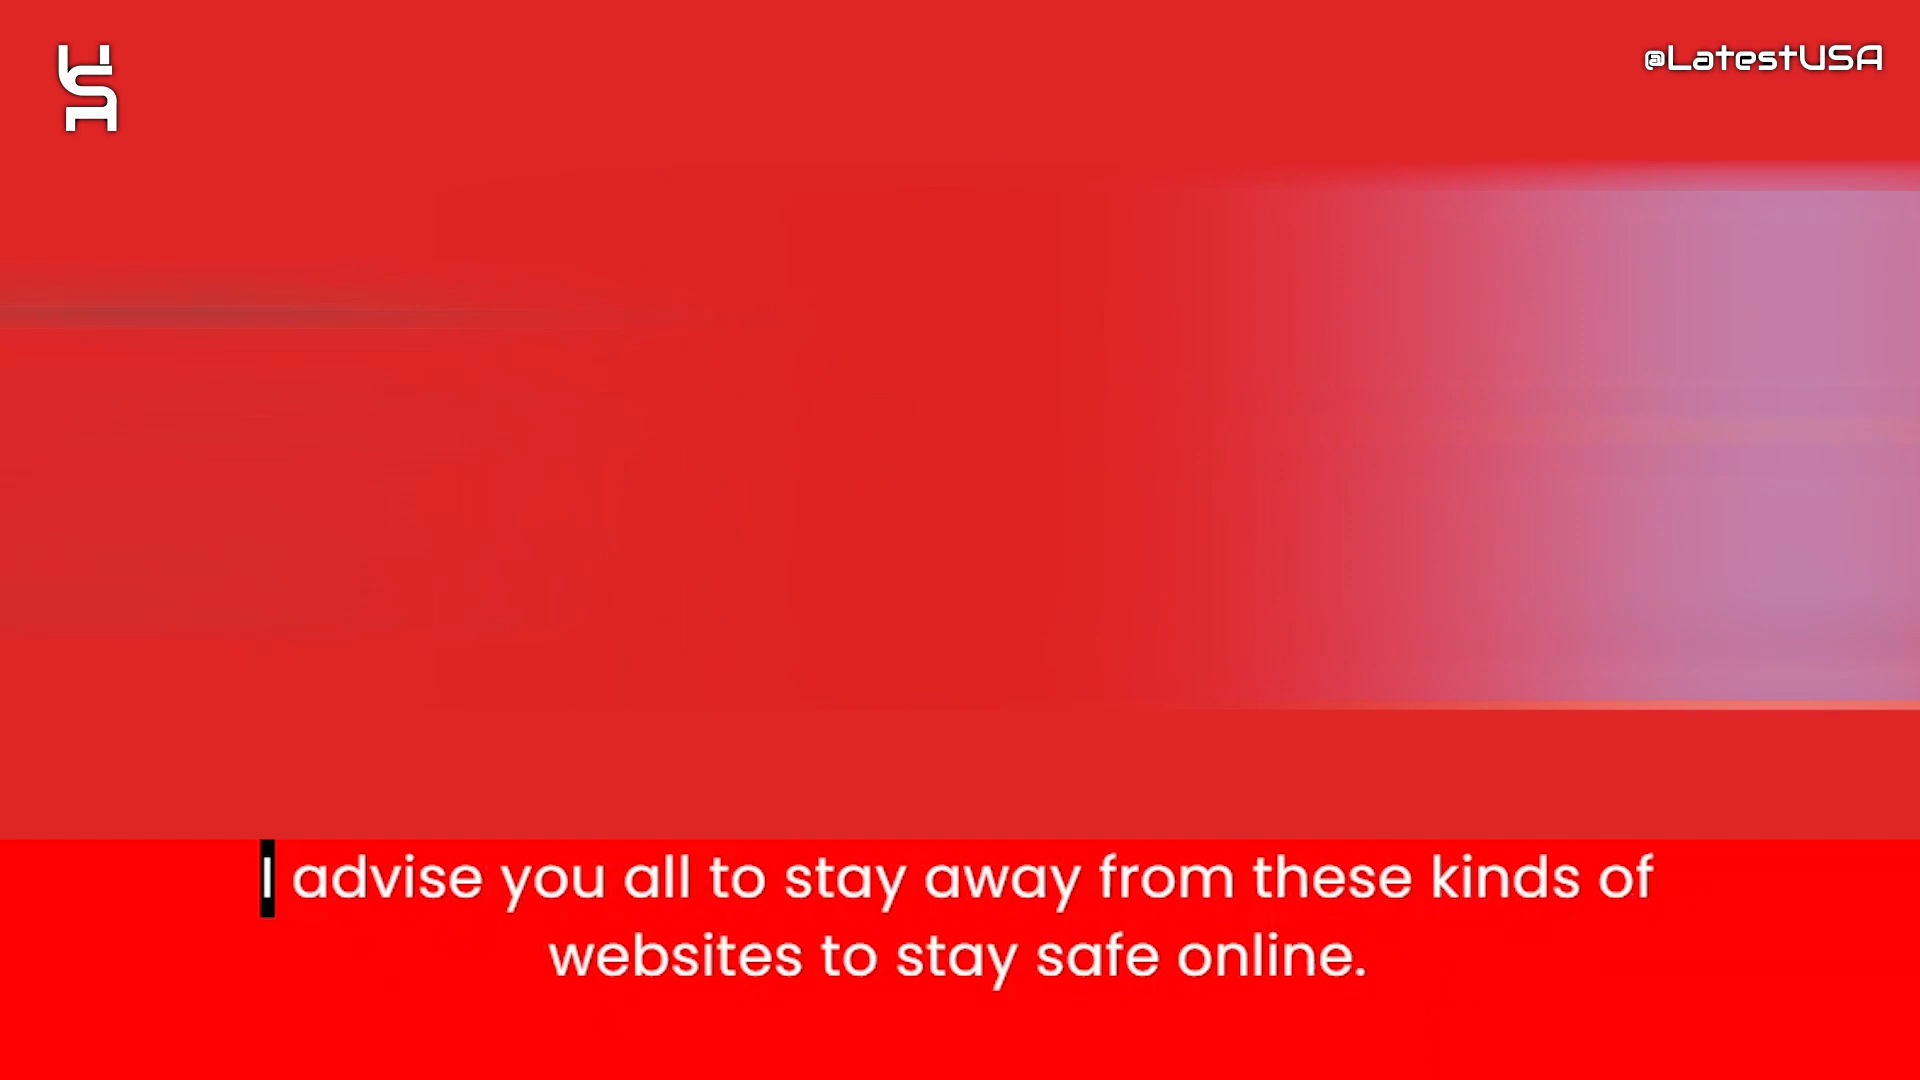 @LatestUSA
I advise you all to stay away from these kinds of
websites to stay safe online.